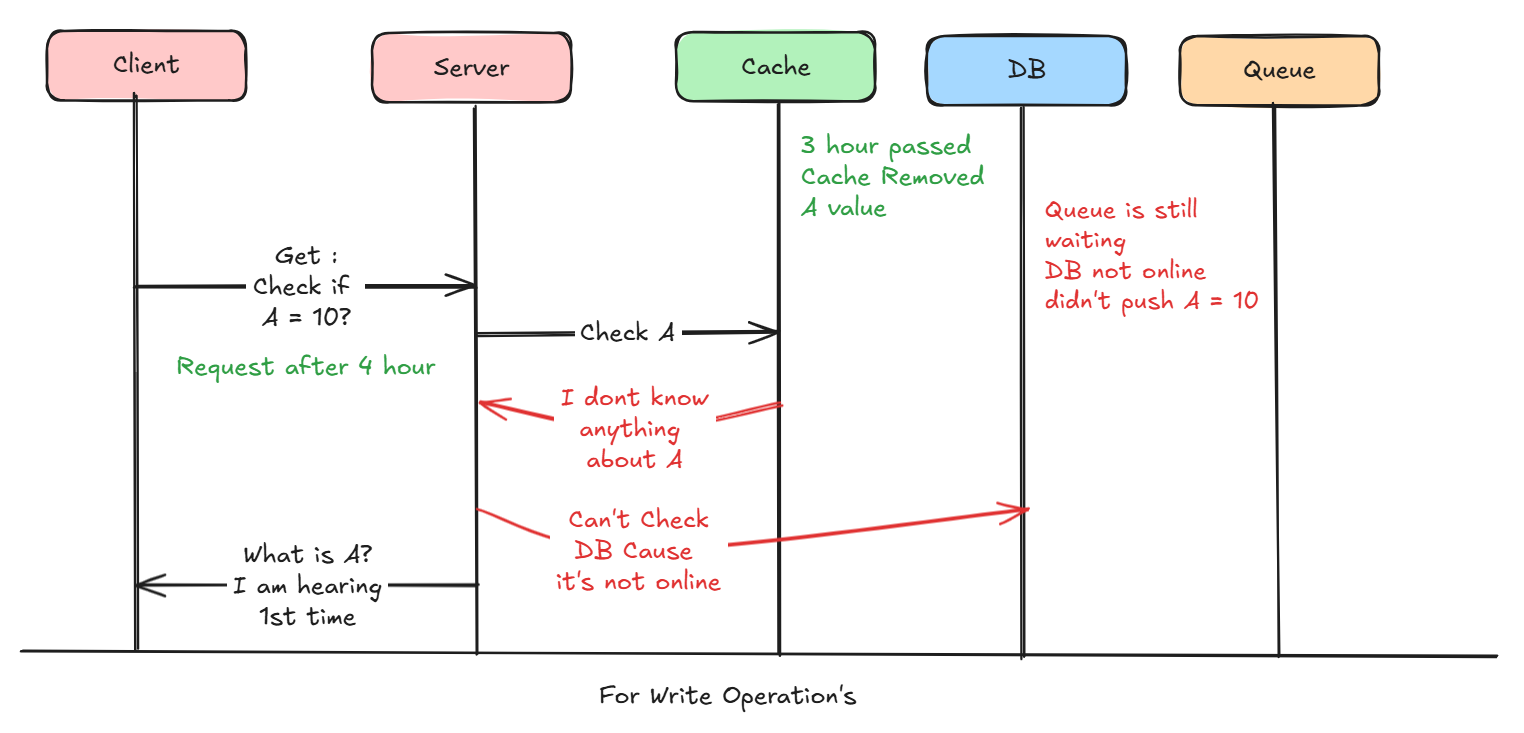 Client
Server
Cache
DB
Queue
3 hour passed
Cache Removed
A value
Queue is still
waiting
DB not online
didn't push A = 10
Get :
Check if
A = 10?
Request after 4 hour
Check A
I dont know
anything
about A
Can't Check
DB Cause
it's not online
What is A?
I am hearing
1st time
For Write Operation's